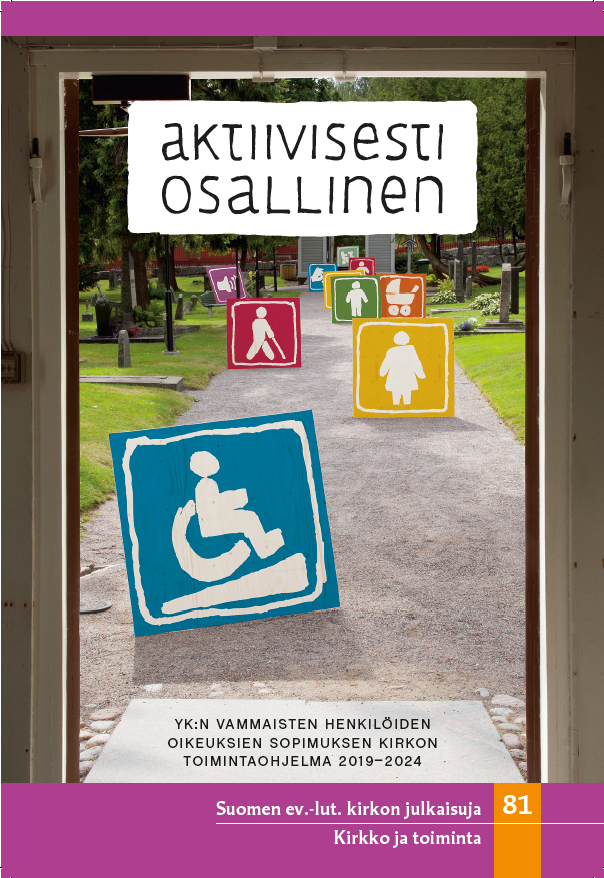 aktiivisesti
osallinen
YK:N VAMMAISTEN HENKILÖIDEN
OIKEUKSIEN SOPIMUKSEN KIRKON
TOIMINTAOHJELMA 2019–2024
Suomen ev.-lut. kirkon julkaisuja 81
Kirkko ja toiminta